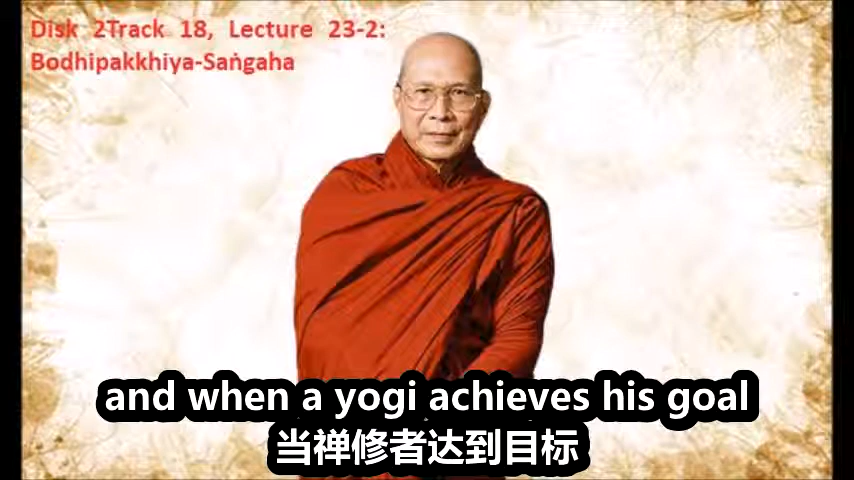 Disk 2Track 18, Lecture 23-2:
Bodhipakkhiya-Saṅgaha
and when a yogi achieves his goal
当禅修者达到目标